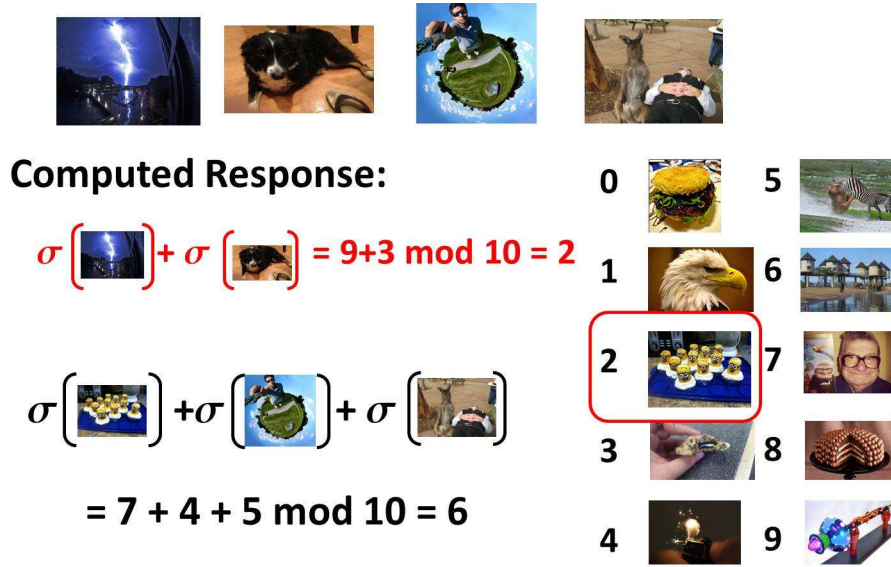 Computed Response:
σ ( ) + σ ( ) = 9+3 mod 10 = 2
σ ( ) +σ ( ) + σ ( )
= 7 + 4 + 5 mod 10 = 6
0 5
1 6
2 7
3 8
4 9